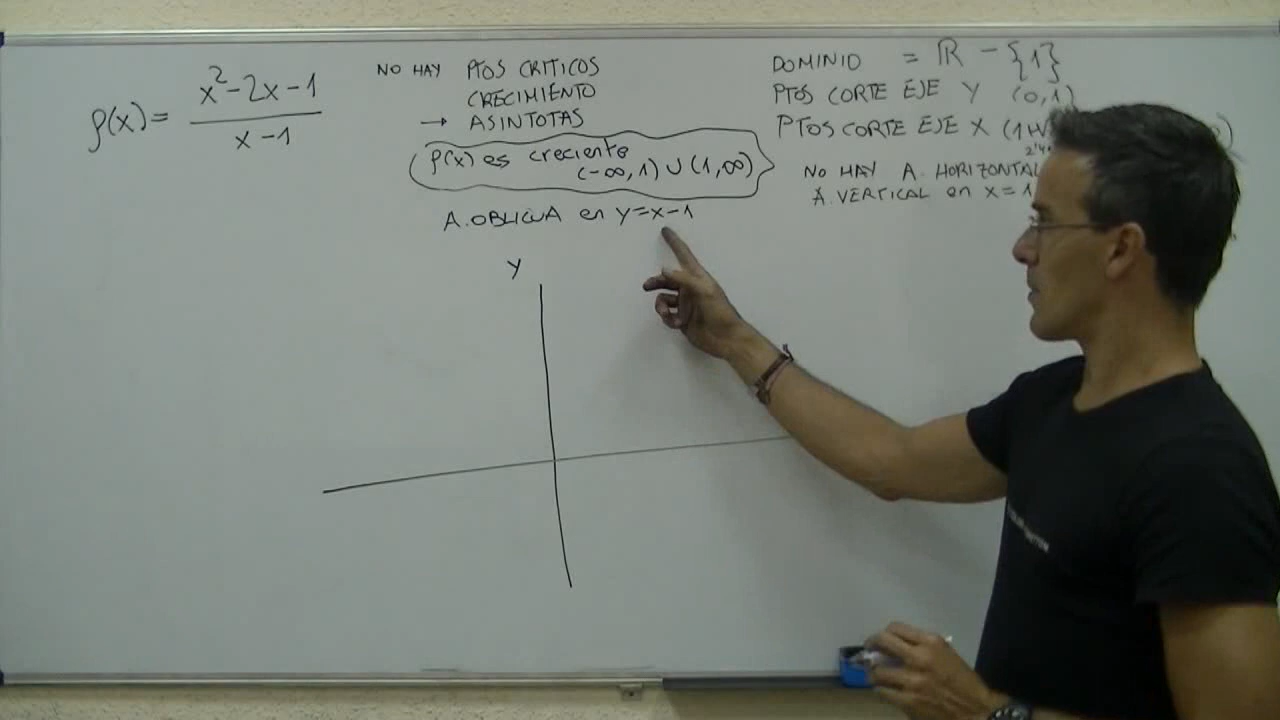 f(x) = x² - 2x - 1 / x - 1
NO HAY PTOS CRITICOS
CRECIMIENTO
→ ASINTOTAS
f(x) es creciente
(-∞, 1) ∪ (1, ∞)
A. OBLICUA en y = x - 1
DOMINIO = ℝ - {1}
PTOS CORTE EJE Y (0, 1)
PTOS CORTE EJE X (1+√
NO HAY A. HORIZONTAL
A. VERTICAL en x = 1
y